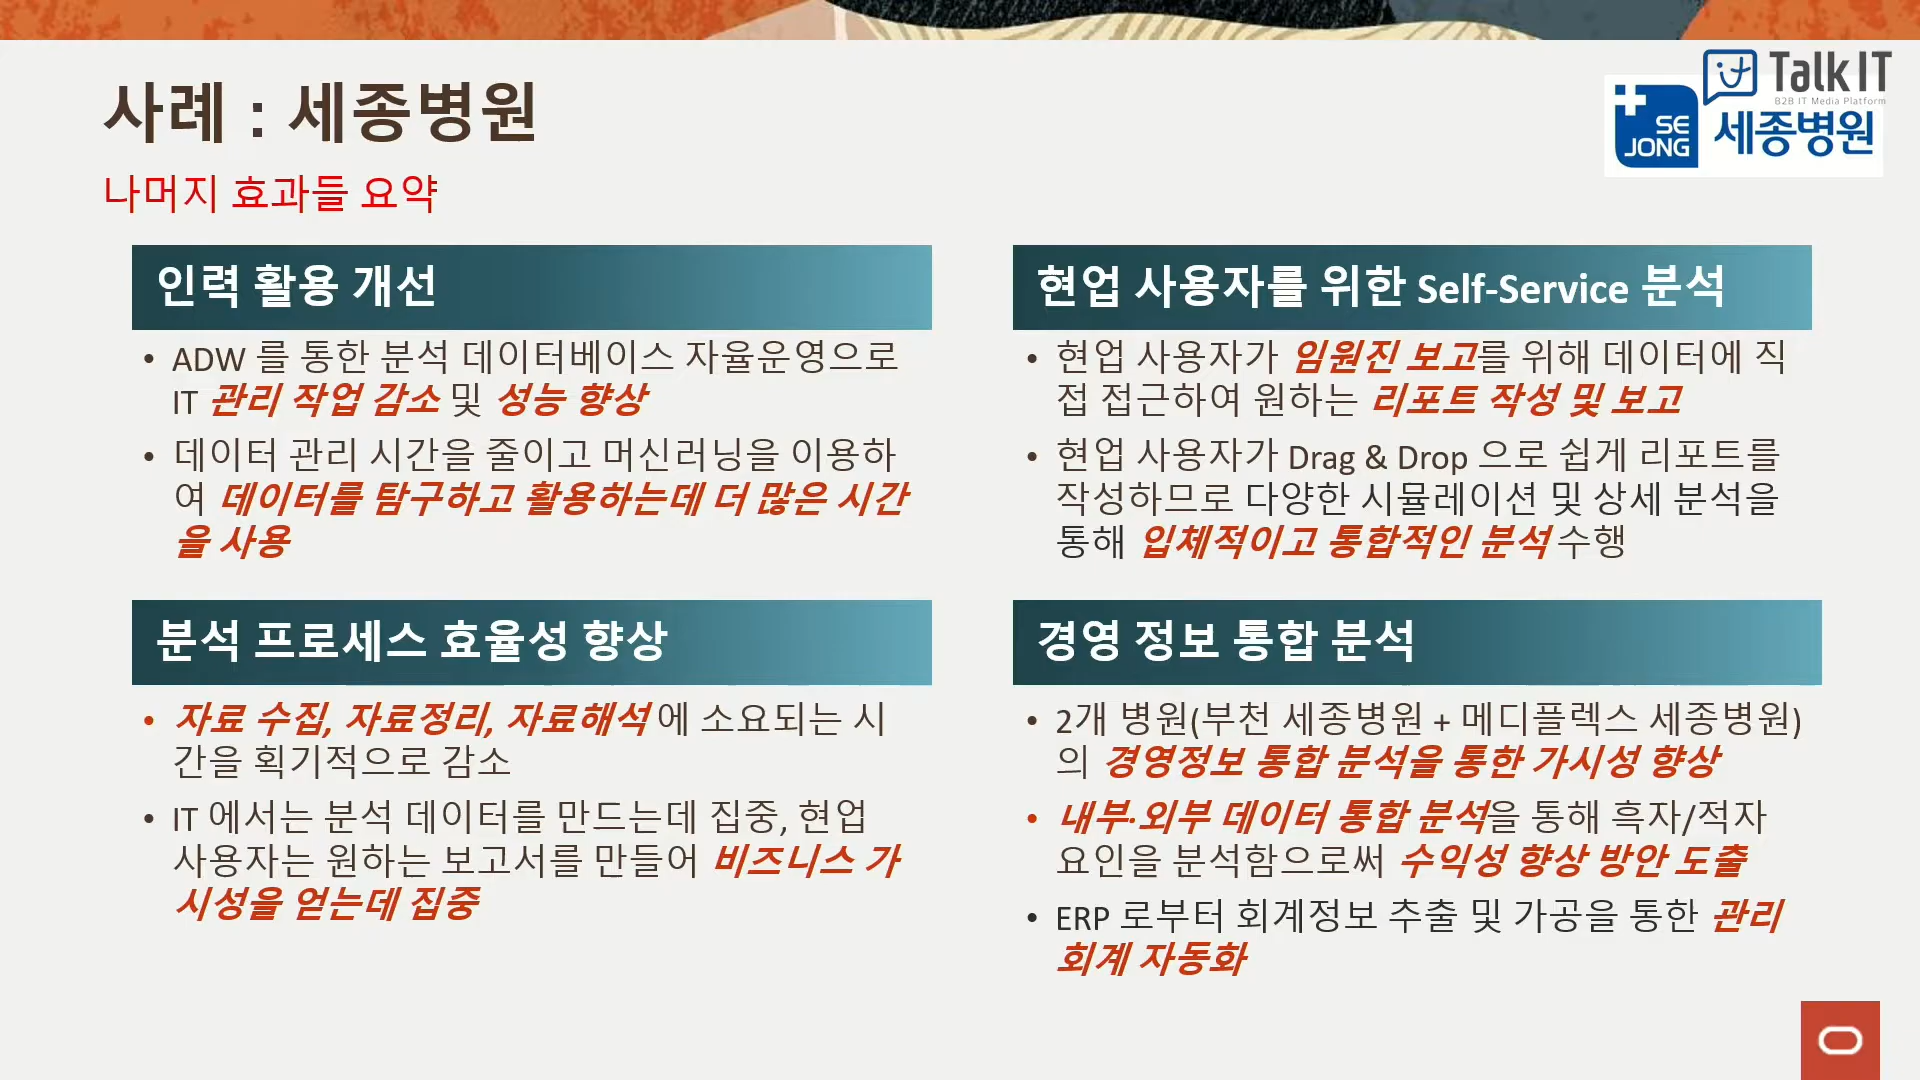 사례 : 세종병원
나머지 효과들 요약
Talk IT
B2B IT Media Platform
SE
JONG
세종병원
인력 활용 개선
• ADW 를 통한 분석 데이터베이스 자율운영으로
IT 관리 작업 감소 및 성능 향상
• 데이터 관리 시간을 줄이고 머신러닝을 이용하
여 데이터를 탐구하고 활용하는데 더 많은 시간
을 사용
현업 사용자를 위한 Self-Service 분석
• 현업 사용자가 임원진 보고를 위해 데이터에 직
접 접근하여 원하는 리포트 작성 및 보고
• 현업 사용자가 Drag & Drop 으로 쉽게 리포트를
작성하므로 다양한 시뮬레이션 및 상세 분석을
통해 입체적이고 통합적인 분석 수행
분석 프로세스 효율성 향상
• 자료 수집, 자료정리, 자료해석 에 소요되는 시
간을 획기적으로 감소
• IT 에서는 분석 데이터를 만드는데 집중, 현업
사용자는 원하는 보고서를 만들어 비즈니스 가
시성을 얻는데 집중
경영 정보 통합 분석
• 2개 병원(부천 세종병원 + 메디플렉스 세종병원)
의 경영정보 통합 분석을 통한 가시성 향상
• 내부·외부 데이터 통합 분석을 통해 흑자/적자
요인을 분석함으로써 수익성 향상 방안 도출
• ERP 로부터 회계정보 추출 및 가공을 통한 관리
회계 자동화